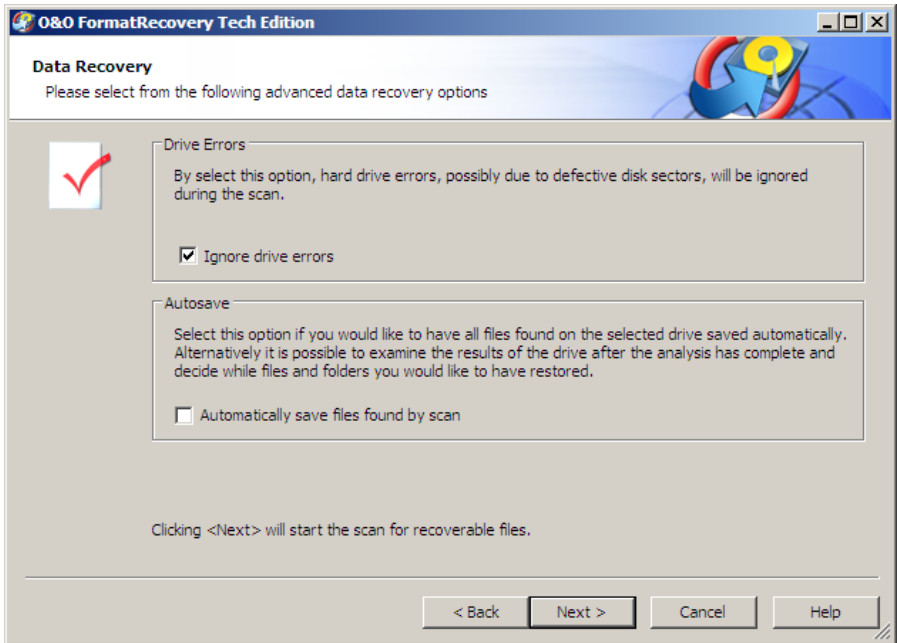 O&O FormatRecovery Tech Edition
Data Recovery
Please select from the following advanced data recovery options
Drive Errors
By select this option, hard drive errors, possibly due to defective disk sectors, will be ignored
during the scan.
Ignore drive errors
Autosave
Select this option if you would like to have all files found on the selected drive saved automatically.
Alternatively it is possible to examine the results of the drive after the analysis has complete and
decide while files and folders you would like to have restored.
Automatically save files found by scan
Clicking <Next> will start the scan for recoverable files.
< Back Next > Cancel Help